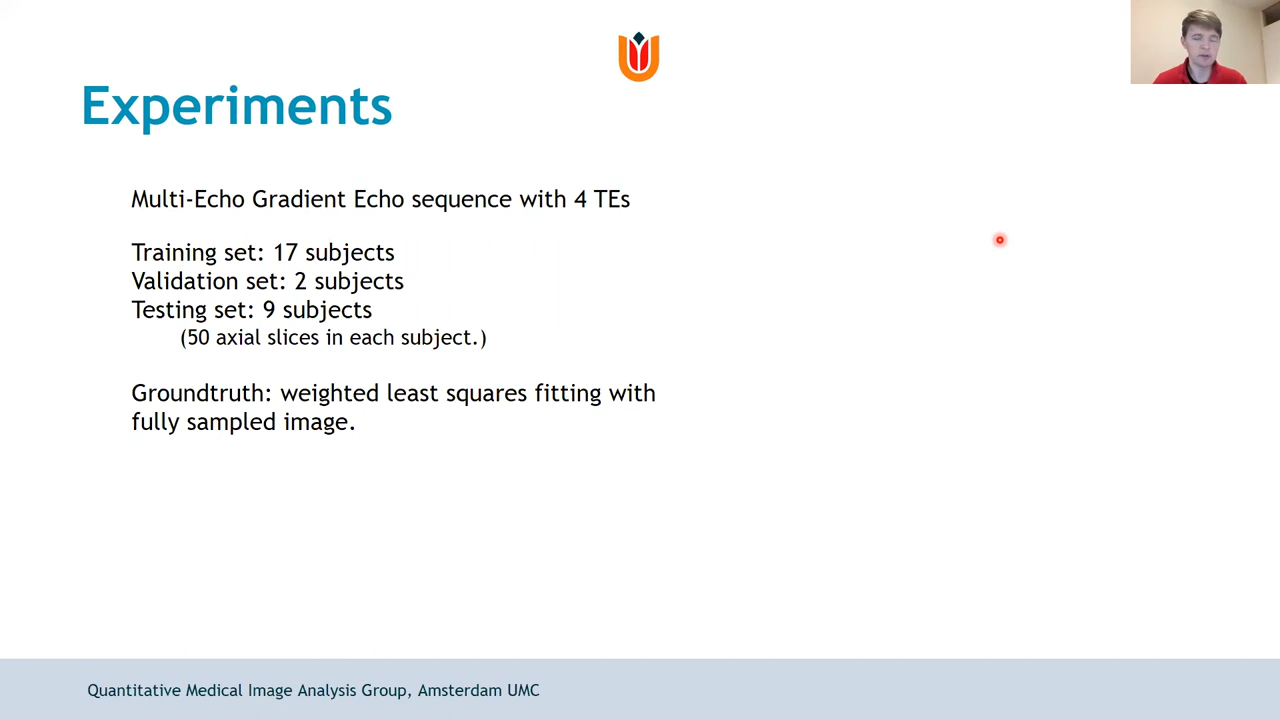 Experiments
Multi-Echo Gradient Echo sequence with 4 TEs
Training set: 17 subjects
Validation set: 2 subjects
Testing set: 9 subjects
(50 axial slices in each subject.)
Groundtruth: weighted least squares fitting with
fully sampled image.
Quantitative Medical Image Analysis Group, Amsterdam UMC